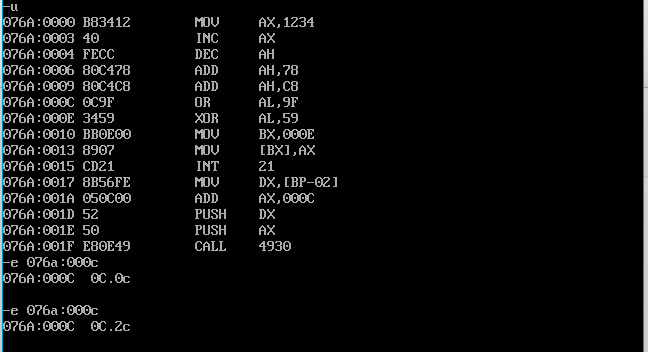 -u
076A:0000 B83412 MOV AX,1234
076A:0003 40 INC AX
076A:0004 FECC DEC AH
076A:0006 80C478 ADD AH,78
076A:0009 80C4C8 ADD AH,C8
076A:000C 0C9F OR AL,9F
076A:000E 3459 XOR AL,59
076A:0010 BB0E00 MOV BX,000E
076A:0013 8907 MOV [BX],AX
076A:0015 CD21 INT 21
076A:0017 8B56FE MOV DX,[BP-02]
076A:001A 050C00 ADD AX,000C
076A:001D 52 PUSH DX
076A:001E 50 PUSH AX
076A:001F E80E49 CALL 4930
-e 076a:000c
076A:000C 0C.0c
-e 076a:000c
076A:000C 0C.2c